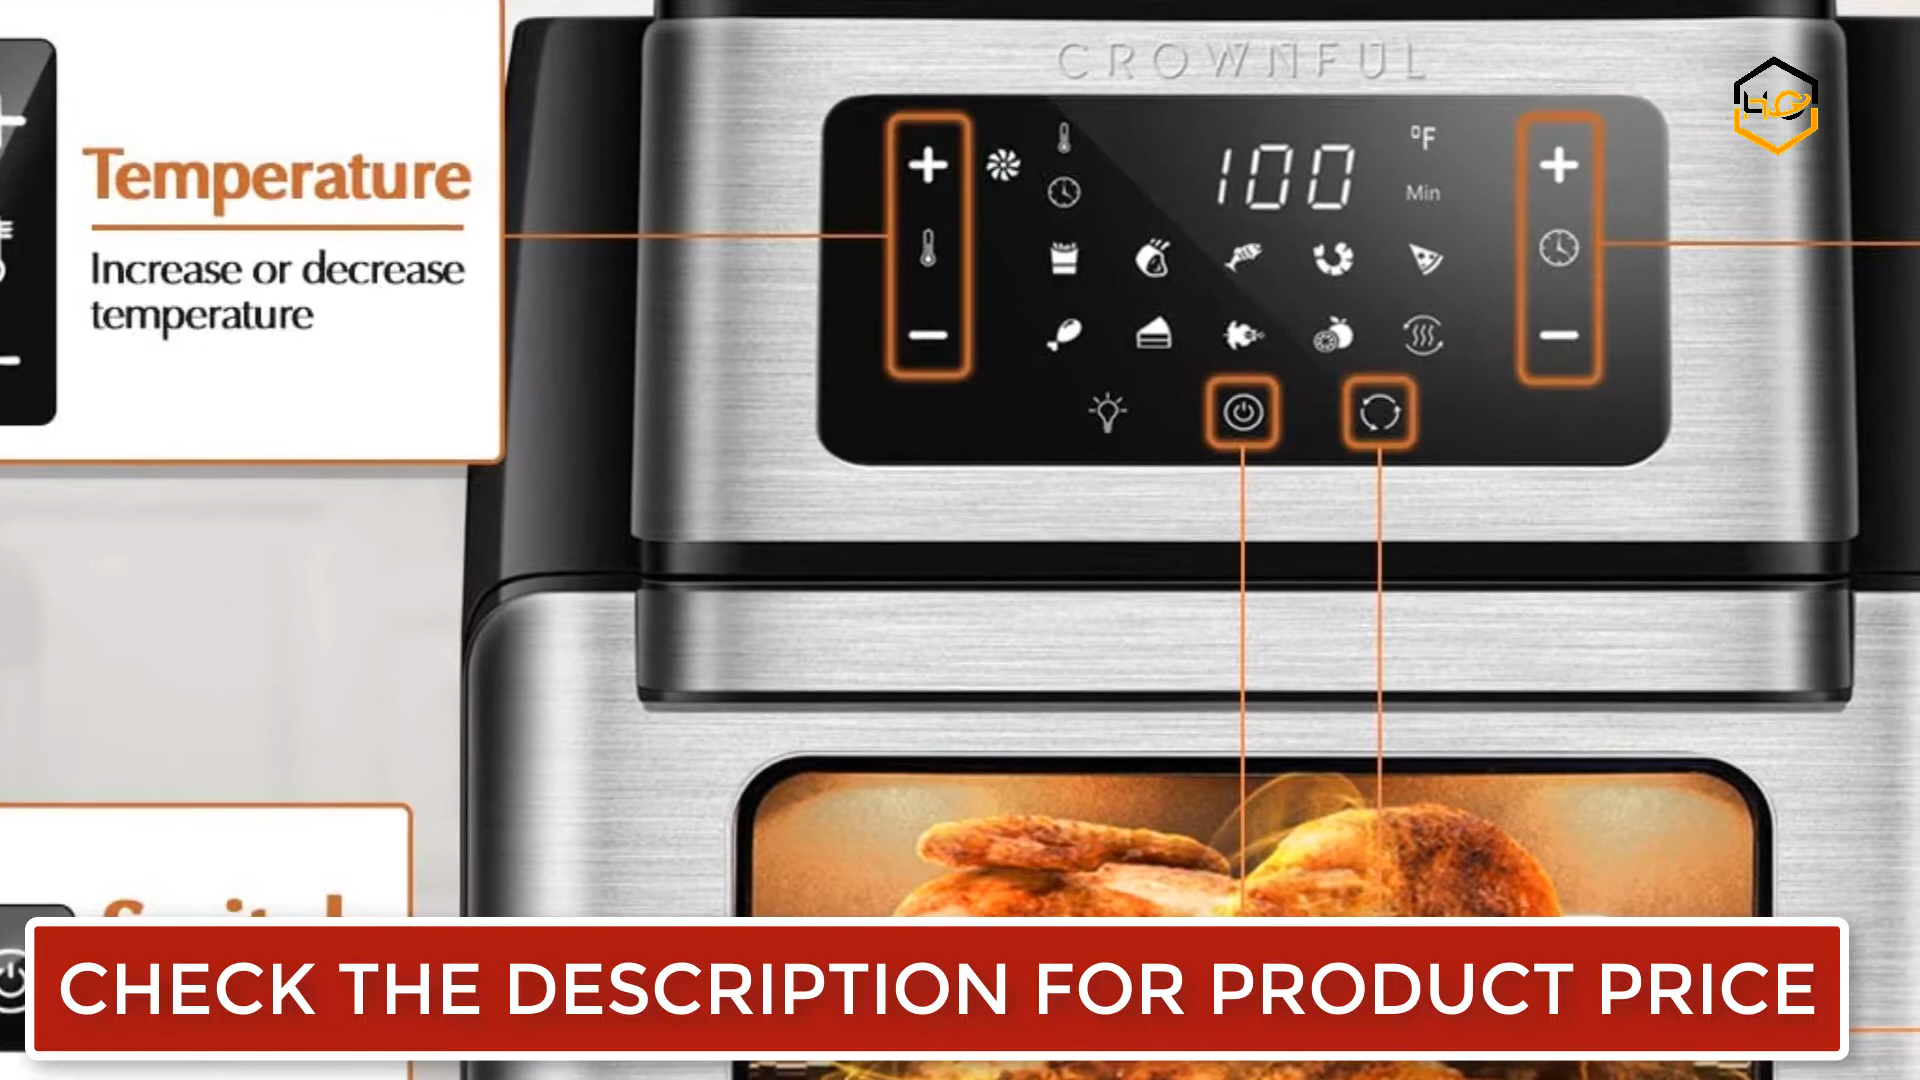 CROWNFUL
100
°F
Min
Temperature
Increase or decrease
temperature
CHECK THE DESCRIPTION FOR PRODUCT PRICE